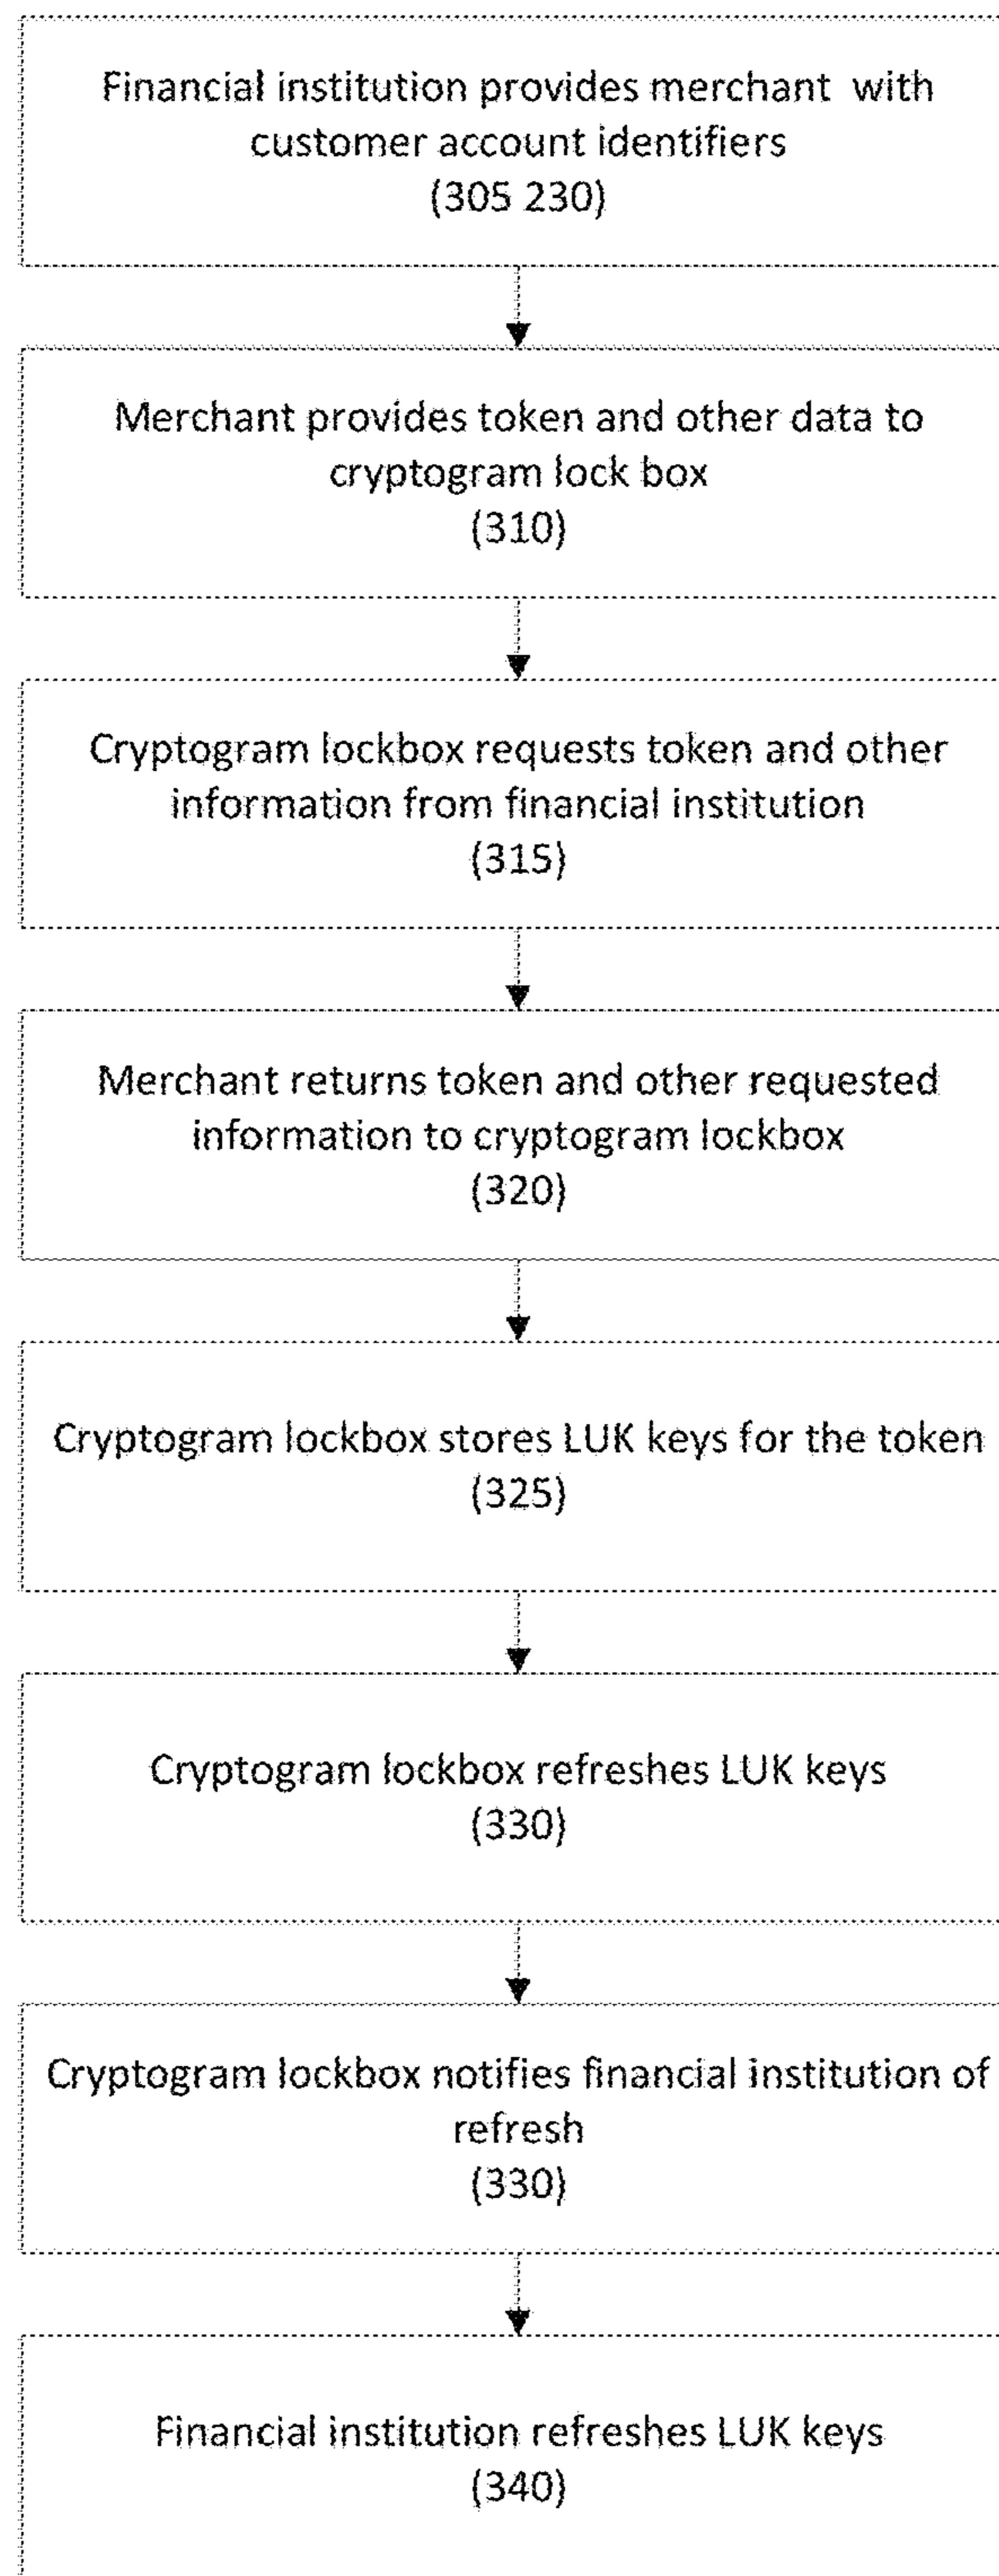 Financial institution provides merchant with
customer account identifiers
(305 230)
Merchant provides token and other data to
cryptogram lock box
(310)
Cryptogram lockbox requests token and other
information from financial institution
(315)
Merchant returns token and other requested
information to cryptogram lockbox
(320)
Cryptogram lockbox stores LUK keys for the token
(325)
Cryptogram lockbox refreshes LUK keys
(330)
Cryptogram lockbox notifies financial institution of
refresh
(330)
Financial institution refreshes LUK keys
(340)